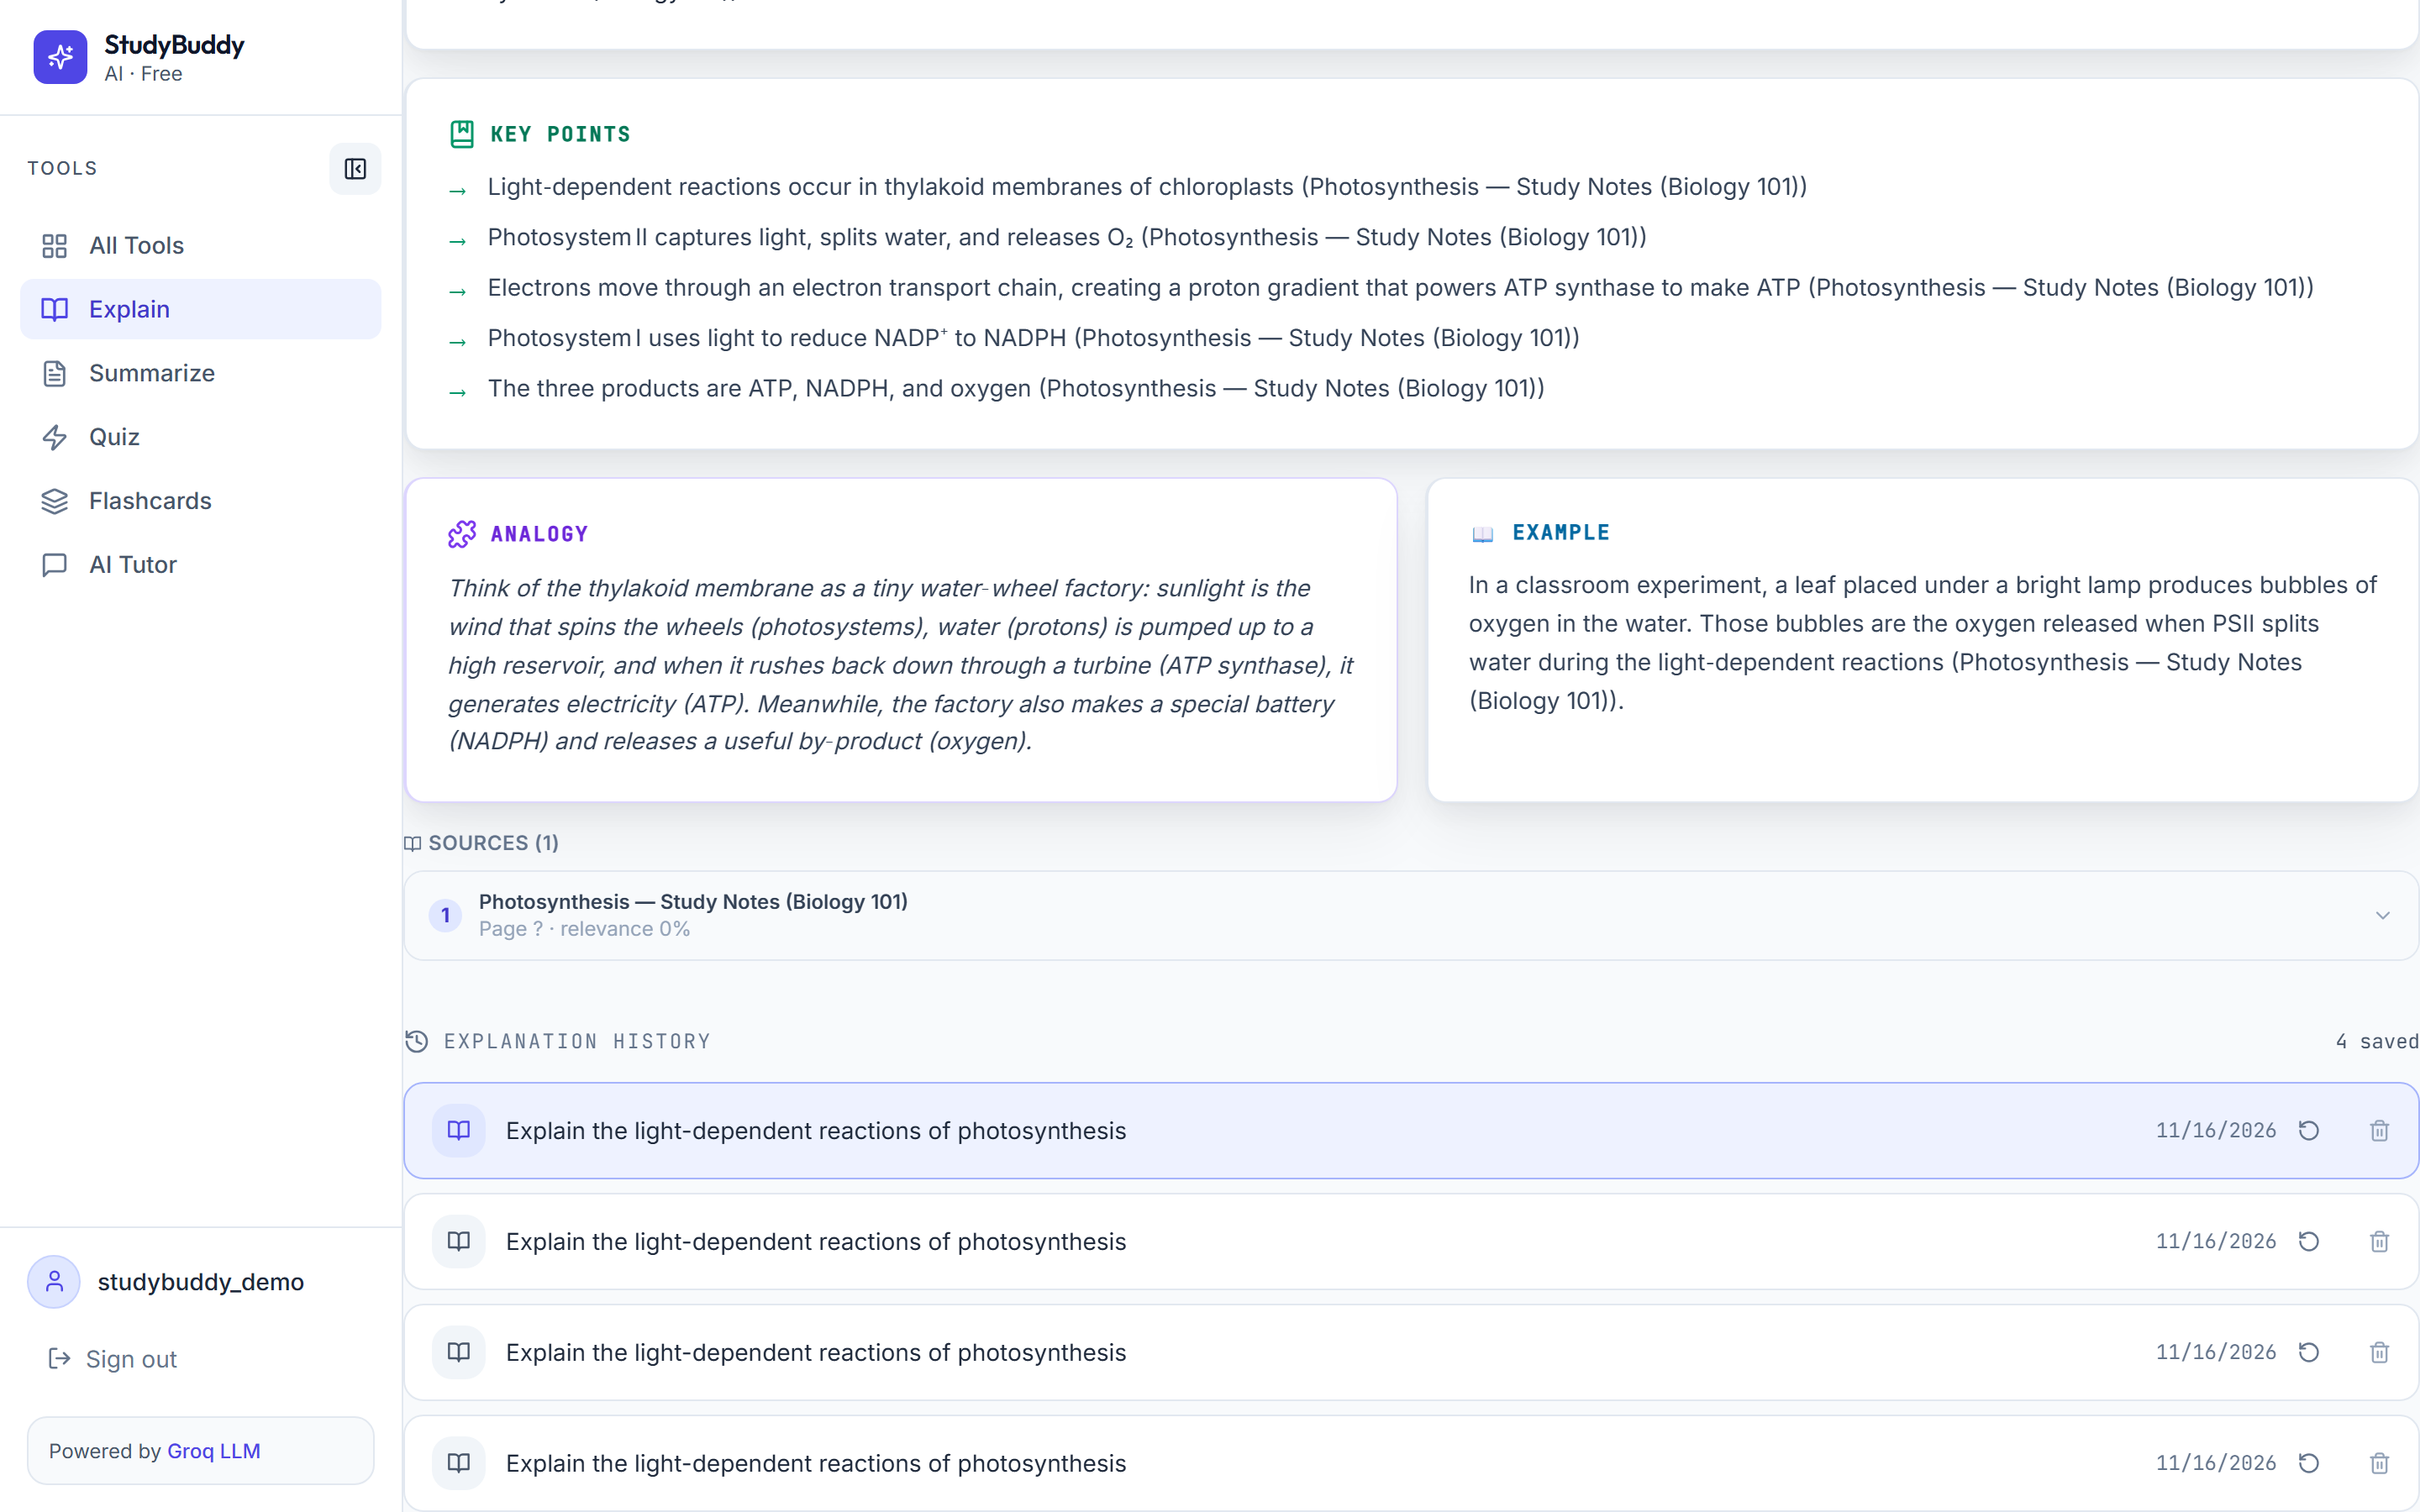 StudyBuddy
AI · Free
TOOLS
All Tools
Explain
Summarize
Quiz
Flashcards
AI Tutor
studybuddy_demo
Sign out
Powered by Groq LLM
KEY POINTS
→ Light-dependent reactions occur in thylakoid membranes of chloroplasts (Photosynthesis — Study Notes (Biology 101))
→ Photosystem II captures light, splits water, and releases O₂ (Photosynthesis — Study Notes (Biology 101))
→ Electrons move through an electron transport chain, creating a proton gradient that powers ATP synthase to make ATP (Photosynthesis — Study Notes (Biology 101))
→ Photosystem I uses light to reduce NADP⁺ to NADPH (Photosynthesis — Study Notes (Biology 101))
→ The three products are ATP, NADPH, and oxygen (Photosynthesis — Study Notes (Biology 101))
ANALOGY
Think of the thylakoid membrane as a tiny water-wheel factory: sunlight is the
wind that spins the wheels (photosystems), water (protons) is pumped up to a
high reservoir, and when it rushes back down through a turbine (ATP synthase), it
generates electricity (ATP). Meanwhile, the factory also makes a special battery
(NADPH) and releases a useful by-product (oxygen).
EXAMPLE
In a classroom experiment, a leaf placed under a bright lamp produces bubbles of
oxygen in the water. Those bubbles are the oxygen released when PSII splits
water during the light-dependent reactions (Photosynthesis — Study Notes
(Biology 101)).
SOURCES (1)
1 Photosynthesis — Study Notes (Biology 101)
Page ? · relevance 0%
EXPLANATION HISTORY 4 saved
Explain the light-dependent reactions of photosynthesis 11/16/2026
Explain the light-dependent reactions of photosynthesis 11/16/2026
Explain the light-dependent reactions of photosynthesis 11/16/2026
Explain the light-dependent reactions of photosynthesis 11/16/2026